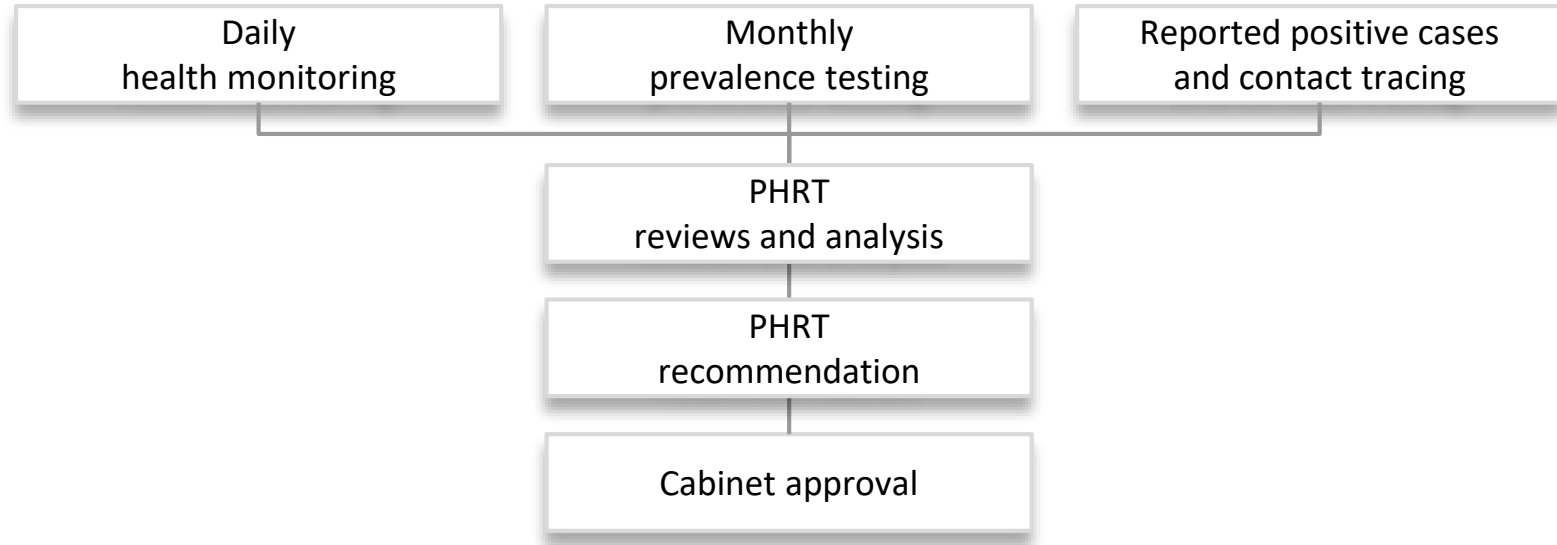 Daily
health monitoring
Monthly
prevalence testing
Reported positive cases
and contact tracing
PHRT
reviews and analysis
PHRT
recommendation
Cabinet approval